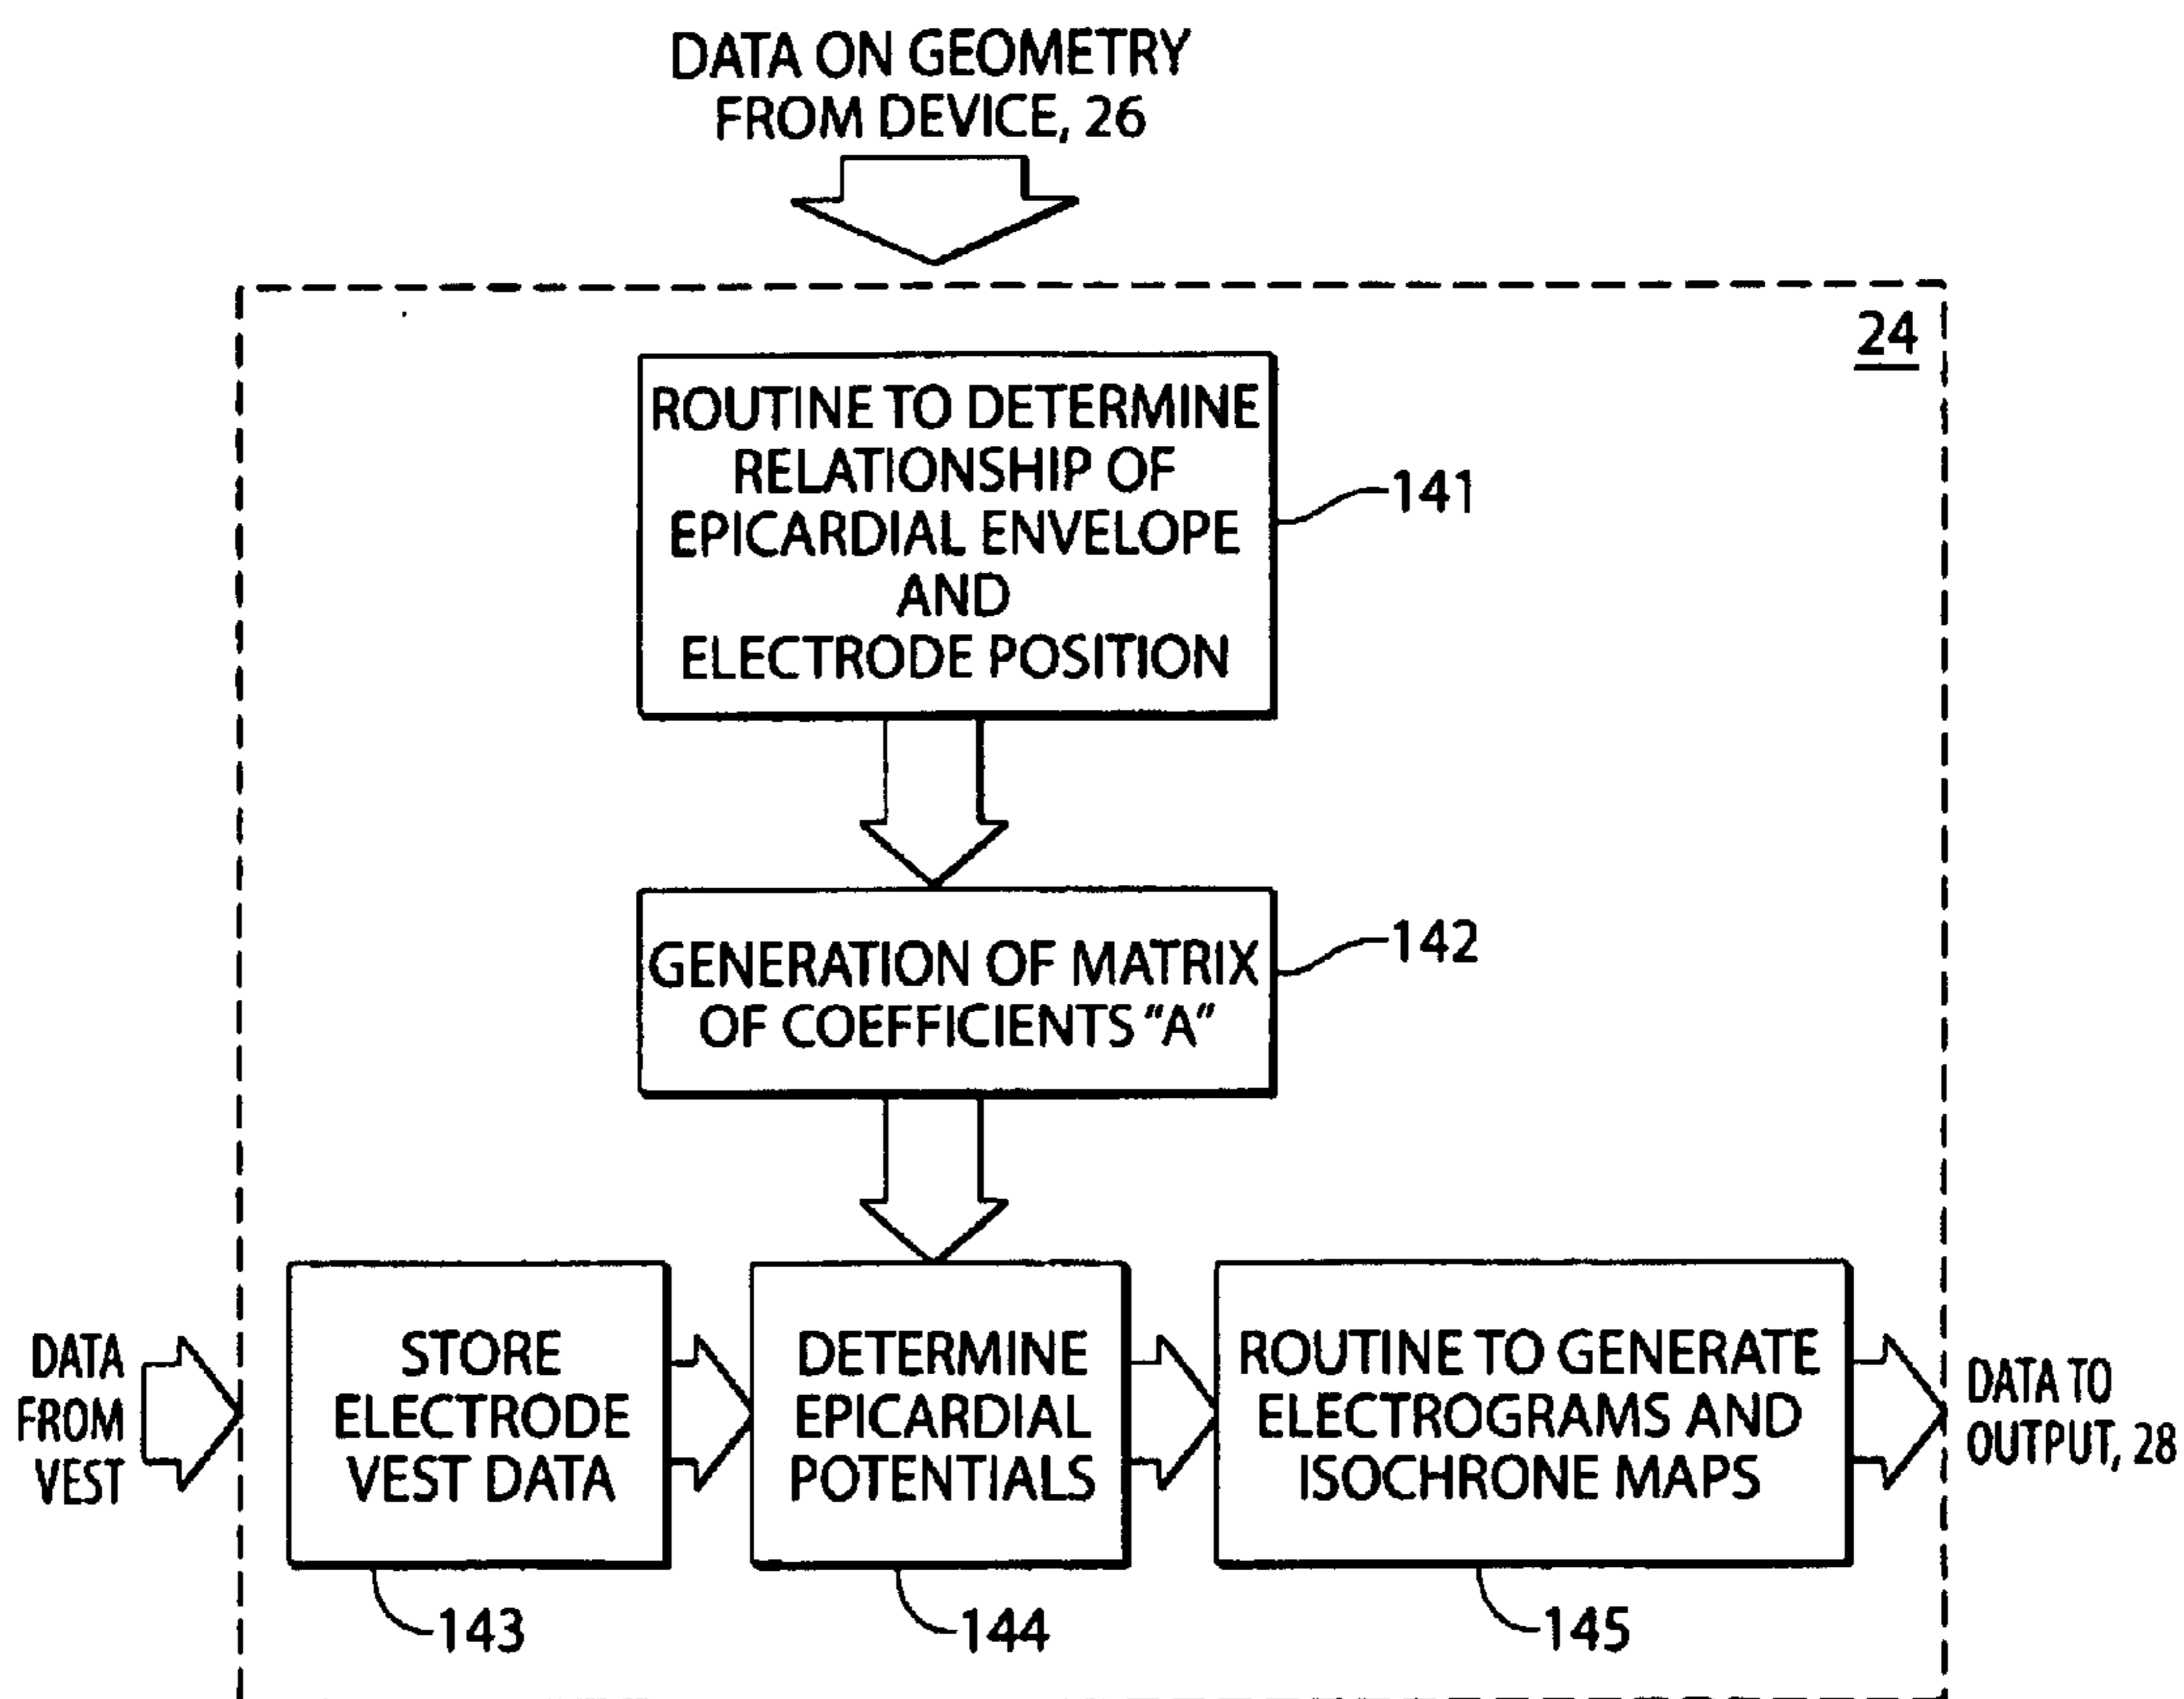 DATA ON GEOMETRY
FROM DEVICE, 26
24
ROUTINE TO DETERMINE
RELATIONSHIP OF
EPICARDIAL ENVELOPE
AND
ELECTRODE POSITION
141
GENERATION OF MATRIX
OF COEFFICIENTS "A"
142
DATA
FROM
VEST
STORE
ELECTRODE
VEST DATA
143
DETERMINE
EPICARDIAL
POTENTIALS
144
ROUTINE TO GENERATE
ELECTROGRAMS AND
ISOCHRONE MAPS
145
DATA TO
OUTPUT, 28